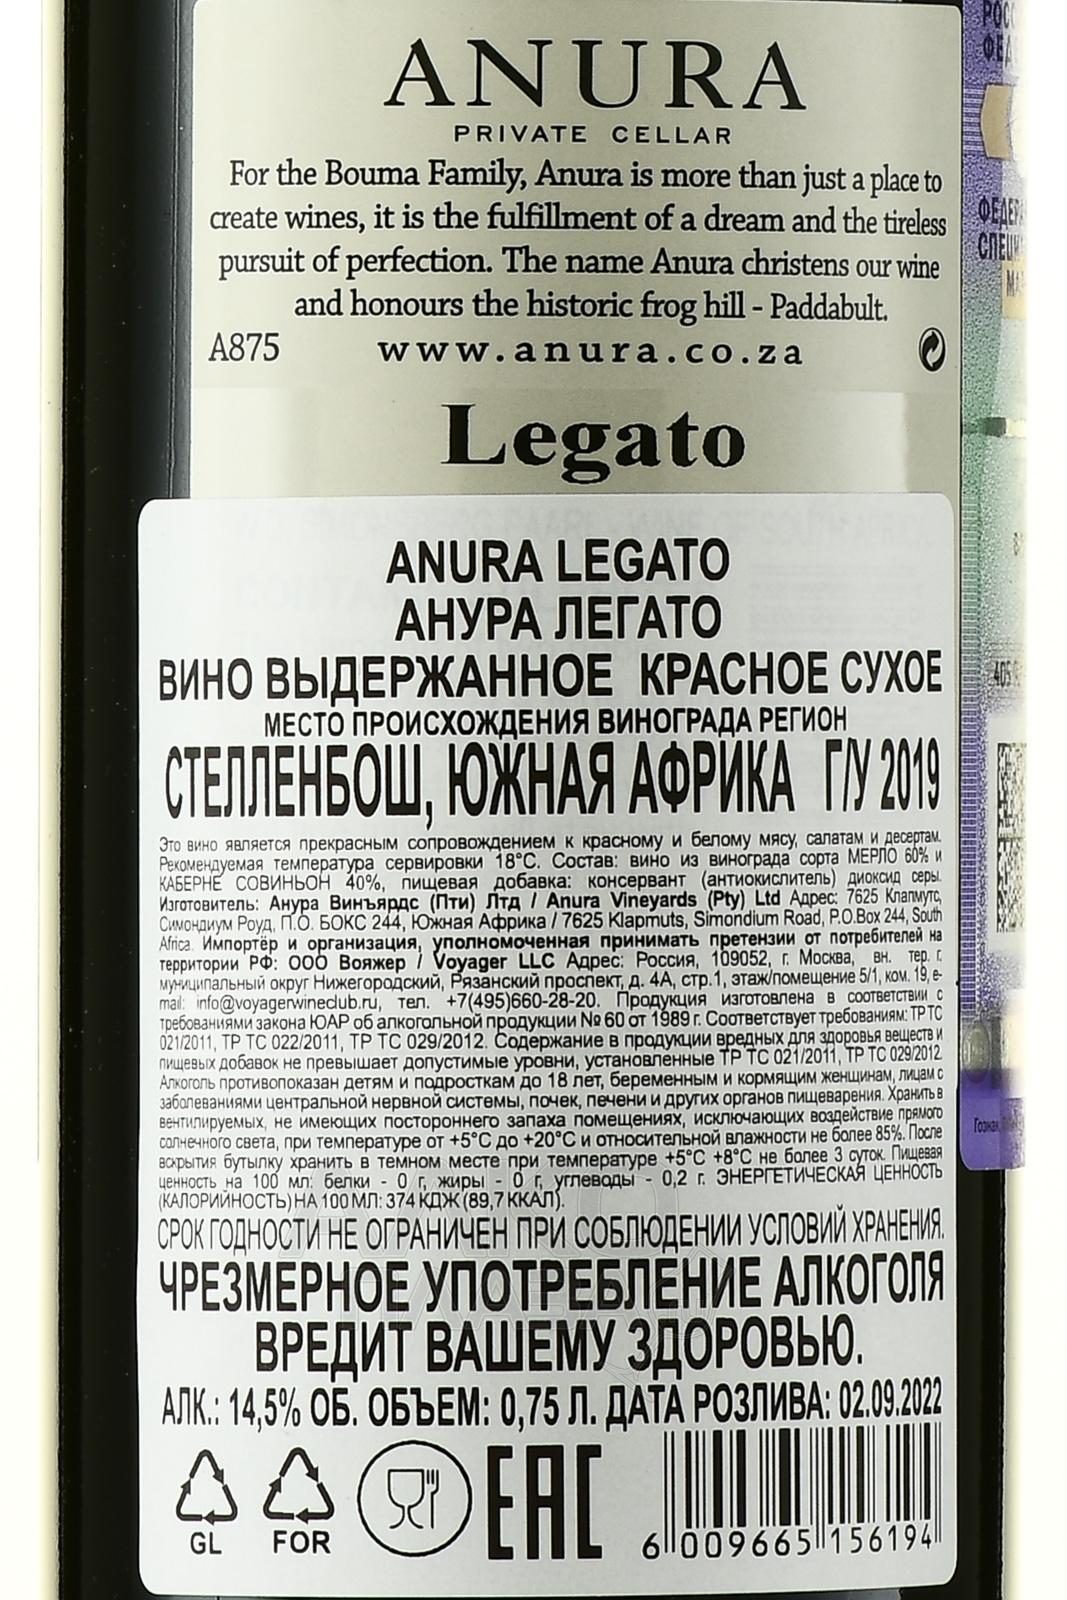 ANURA
PRIVATE CELLAR
For the Bouma Family, Anura is more than just a place to
create wines, it is the fulfillment of a dream and the tireless
pursuit of perfection. The name Anura christens our wine
and honours the historic frog hill - Paddabult.
A875 www.anura.co.za
Legato
ANURA LEGATO
АНУРА ЛЕГАТО
ВИНО ВЫДЕРЖАННОЕ КРАСНОЕ СУХОЕ
МЕСТО ПРОИСХОЖДЕНИЯ ВИНОГРАДА РЕГИОН
СТЕЛЛЕНБОШ, ЮЖНАЯ АФРИКА Г/У 2019
Это вино является прекрасным сопровождением к красному и белому мясу, салатам и десертам.
Рекомендуемая температура сервировки 18°С. Состав: вино из винограда сорта МЕРЛО 60% и
КАБЕРНЕ СОВИНЬОН 40%, пищевая добавка: консервант (антиокислитель) диоксид серы.
Изготовитель: Анура Винъярдс (Пти) Лтд / Anura Vineyards (Pty) Ltd Адрес: 7625 Клапмутс,
Симондиум Роуд, П.О. БОКС 244, Южная Африка / 7625 Klapmuts, Simondium Road, P.O.Box 244, South
Africa. Импортёр и организация, уполномоченная принимать претензии от потребителей на
территории РФ: ООО Вояжер / Voyager LLC Адрес: Россия, 109052, г. Москва, вн. тер. г.
муниципальный округ Нижегородский, Рязанский проспект, д. 4А, стр.1, этаж/помещение 5/1, ком. 19, e-
mail: info@voyagerwineclub.ru, тел. +7(495)660-28-20. Продукция изготовлена в соответствии с
требованиями закона ЮАР об алкогольной продукции №60 от 1989 г. Соответствует требованиям: ТР ТС
021/2011, ТР ТС 022/2011, ТР ТС 029/2012. Содержание в продукции вредных для здоровья веществ и
пищевых добавок не превышает допустимые уровни, установленные ТР ТС 021/2011, ТР ТС 029/2012.
Алкоголь противопоказан детям и подросткам до 18 лет, беременным и кормящим женщинам, лицам с
заболеваниями центральной нервной системы, почек, печени и других органов пищеварения. Хранить в
вентилируемых, не имеющих постороннего запаха помещениях, исключающих воздействие прямого
солнечного света, при температуре от +5°С до +20°С и относительной влажности не более 85%. После
вскрытия бутылку хранить в темном месте при температуре +5°С +8°С не более 3 суток. Пищевая
ценность на 100 мл: белки - 0 г, жиры - 0 г, углеводы - 0,2 г. ЭНЕРГЕТИЧЕСКАЯ ЦЕННОСТЬ
(КАЛОРИЙНОСТЬ) НА 100 МЛ: 374 КДЖ (89,7 ККАЛ).
СРОК ГОДНОСТИ НЕ ОГРАНИЧЕН ПРИ СОБЛЮДЕНИИ УСЛОВИЙ ХРАНЕНИЯ.
ЧРЕЗМЕРНОЕ УПОТРЕБЛЕНИЕ АЛКОГОЛЯ
ВРЕДИТ ВАШЕМУ ЗДОРОВЬЮ.
АЛК.: 14,5% ОБ. ОБЪЕМ: 0,75 Л. ДАТА РОЗЛИВА: 02.09.2022
GL FOR EAC
6 009665 156194